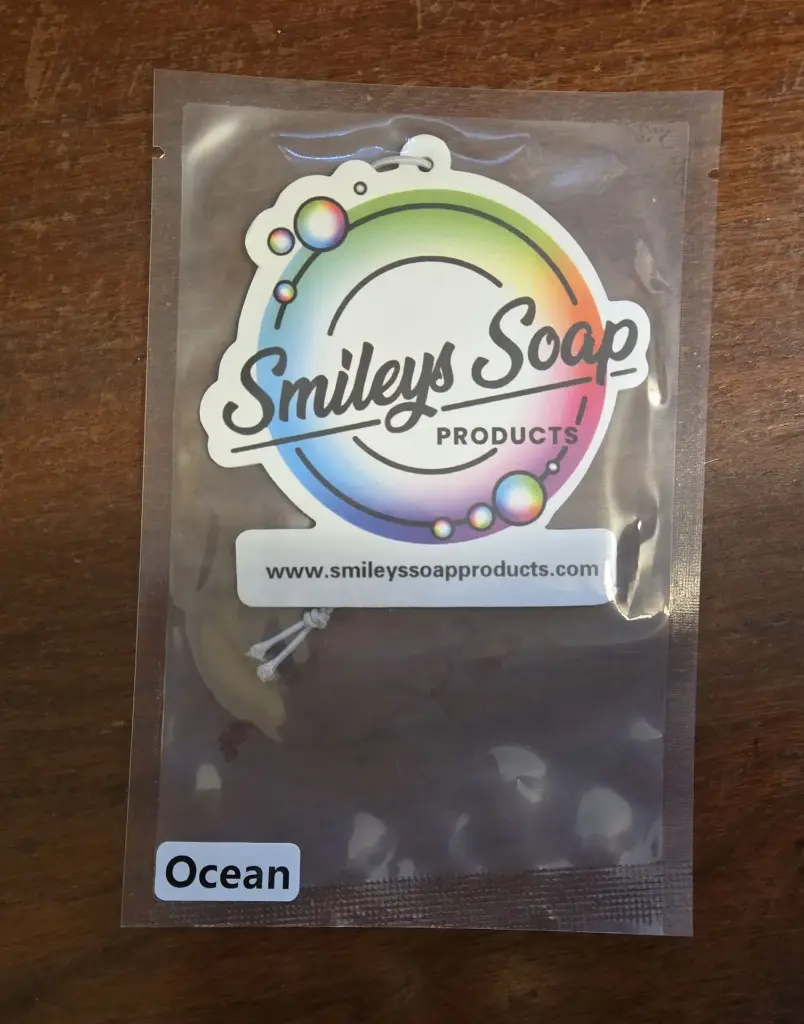 Smileys Soap
PRODUCTS
www.smileyssoapproducts.com
Ocean